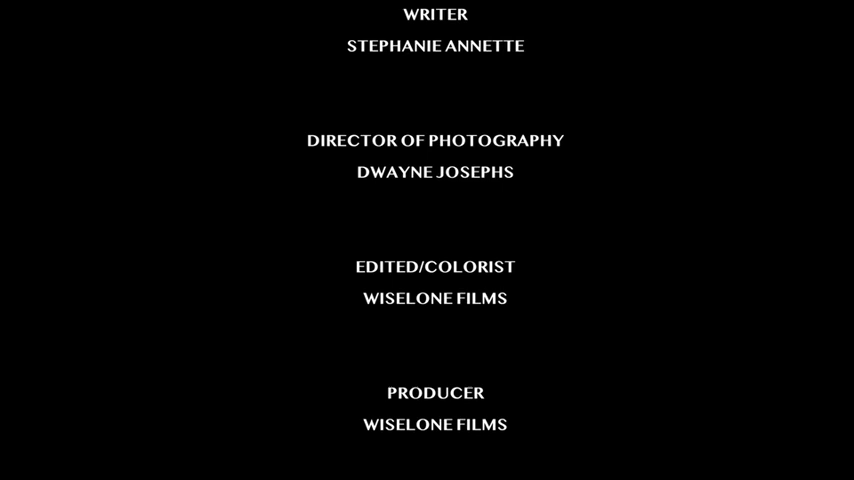 WRITER
STEPHANIE ANNETTE
DIRECTOR OF PHOTOGRAPHY
DWAYNE JOSEPHS
EDITED/COLORIST
WISELONE FILMS
PRODUCER
WISELONE FILMS